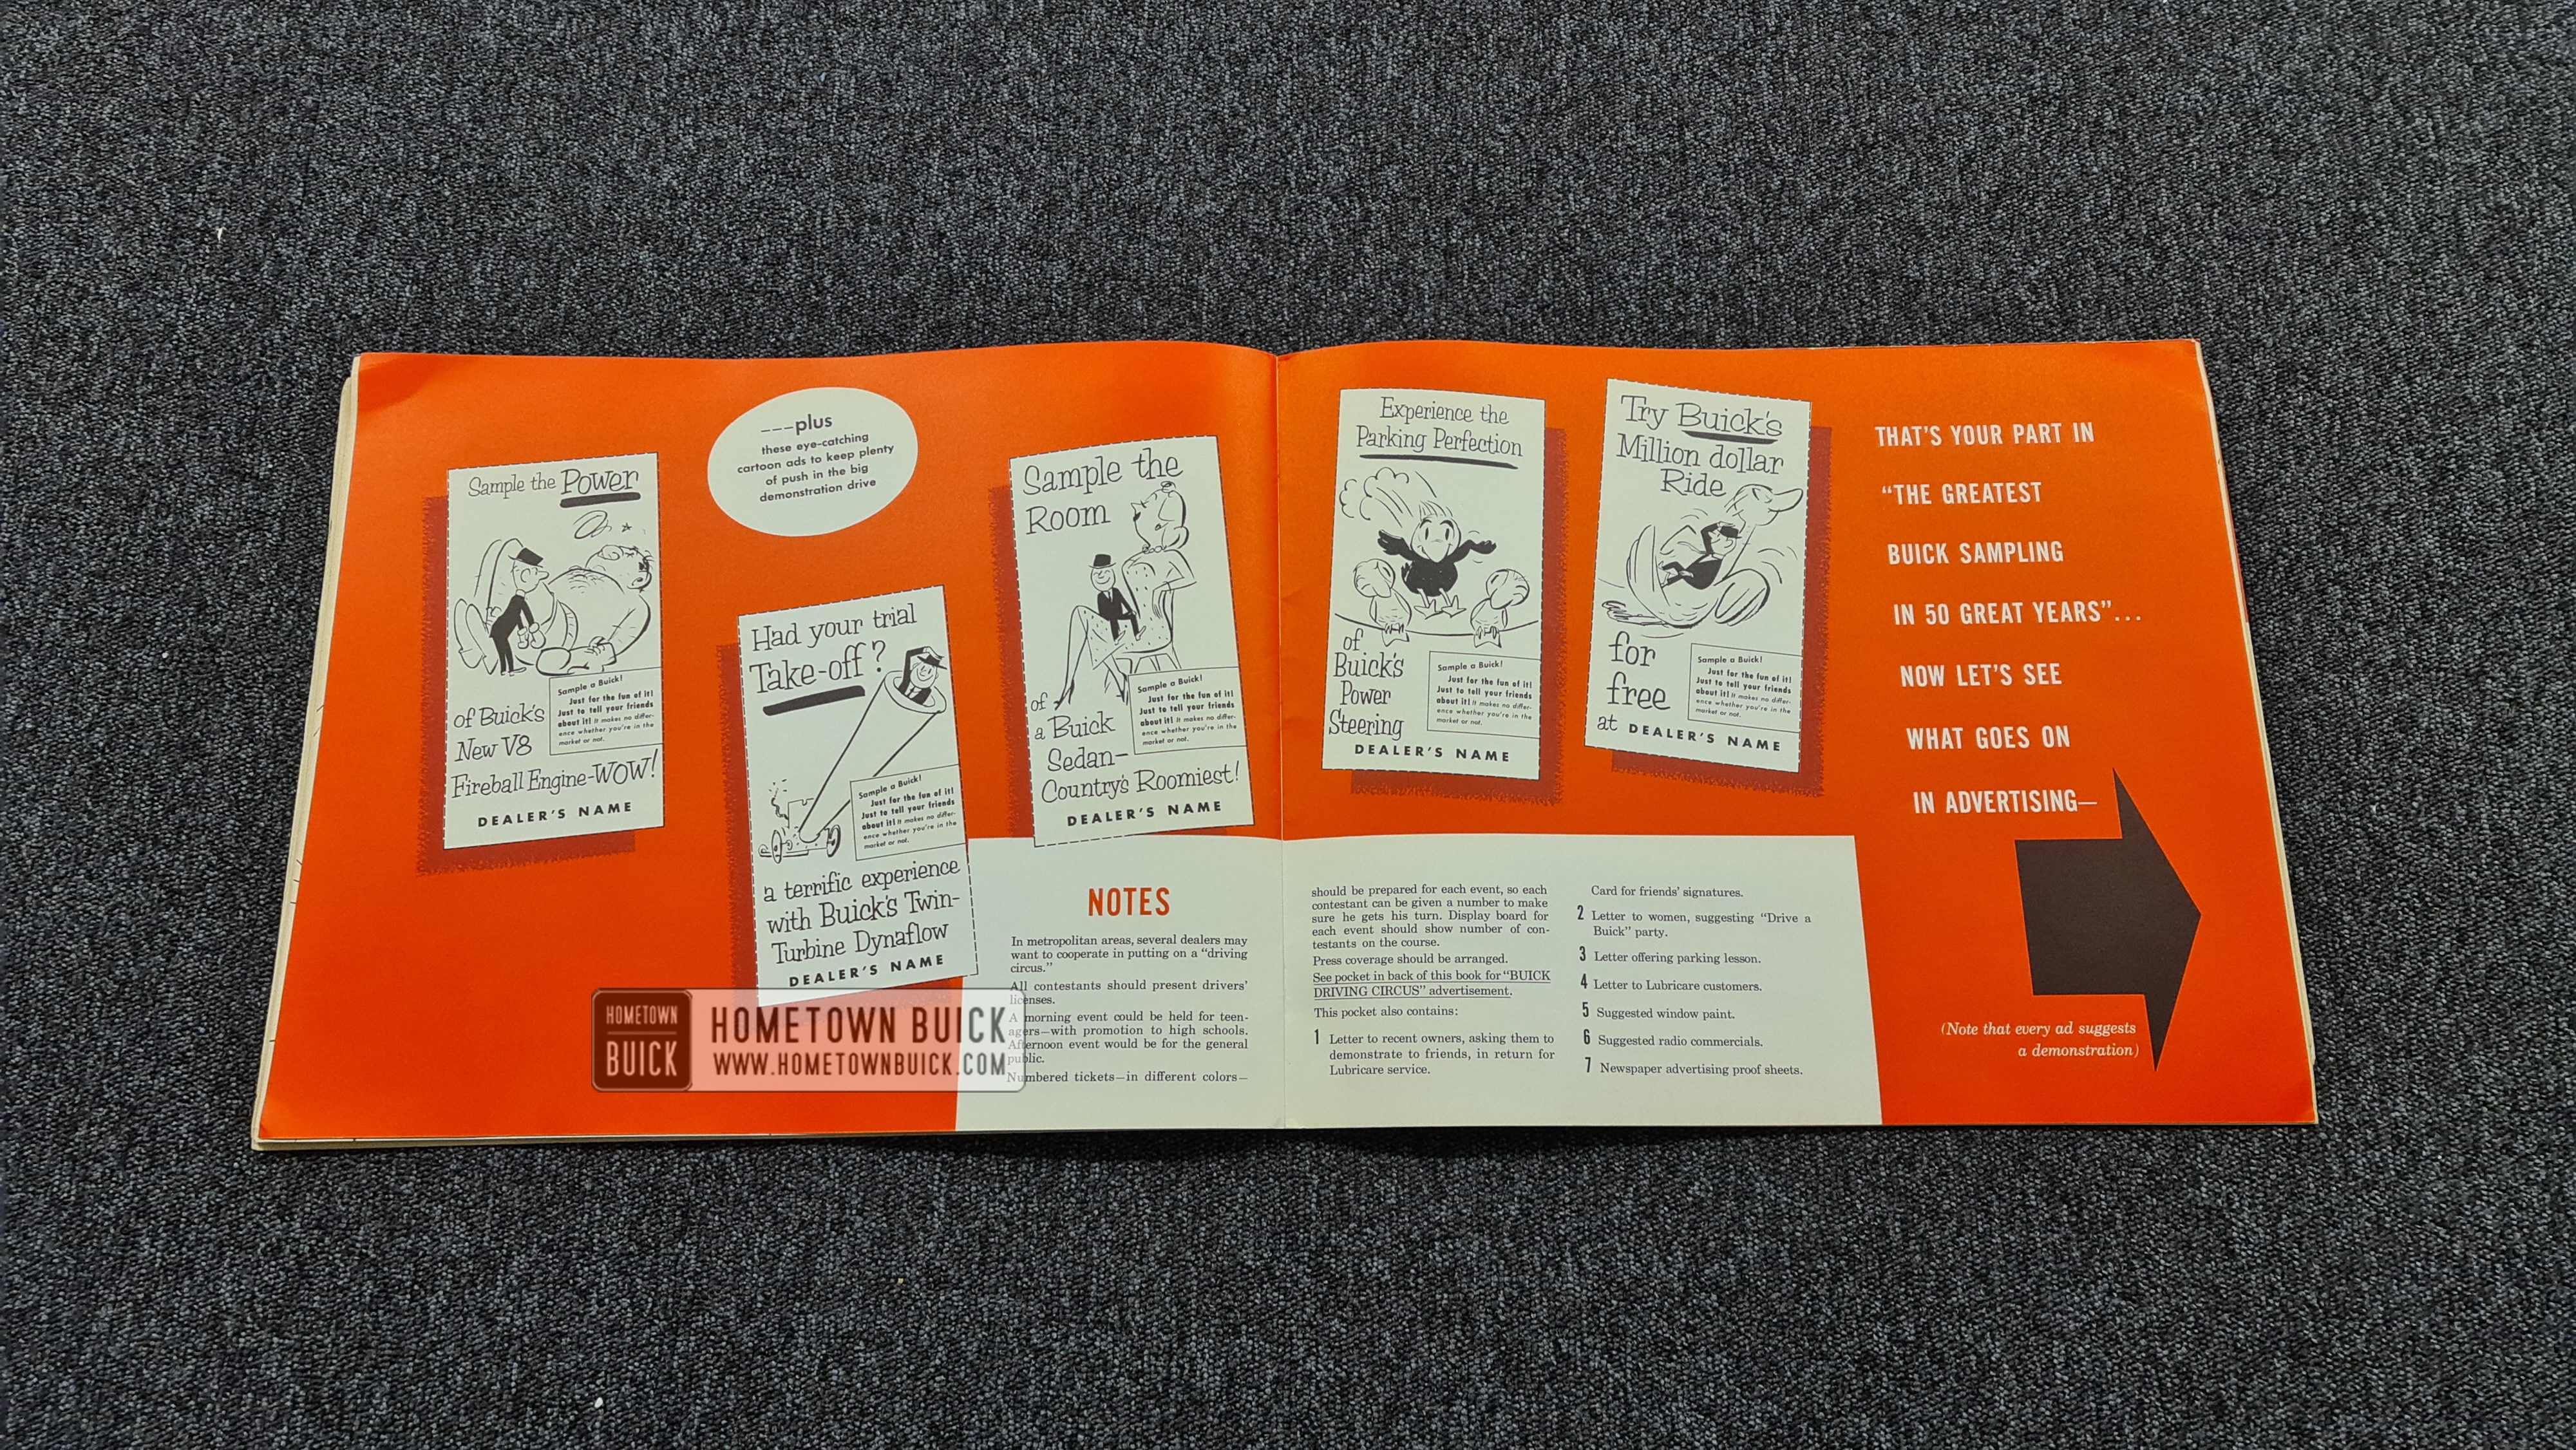 ---plus
these eye-catching
cartoon ads to keep plenty
of push in the big
demonstration drive
Sample the Power
of Buick's
New V8
Fireball Engine-WOW!
Sample a Buick!
Just for the fun of it!
Just to tell your friends
about it! It makes no differ-
ence whether you're in the
market or not.
DEALER'S NAME
Had your trial
Take-off?
Sample a Buick!
Just for the fun of it!
Just to tell your friends
about it! It makes no differ-
ence whether you're in the
market or not.
a terrific experience
with Buick's Twin-
Turbine Dynaflow
DEALER'S NAME
Sample the
Room
of
a Buick
Sedan-
Country's Roomiest!
Sample a Buick!
Just for the fun of it!
Just to tell your friends
about it! It makes no differ-
ence whether you're in the
market or not.
DEALER'S NAME
NOTES
In metropolitan areas, several dealers may
want to cooperate in putting on a "driving
circus."
All contestants should present drivers'
licenses.
A morning event could be held for teen-
agers—with promotion to high schools.
Afternoon event would be for the general
public.
Numbered tickets—in different colors—
Experience the
Parking Perfection
of
Buick's
Power
Steering
Sample a Buick!
Just for the fun of it!
Just to tell your friends
about it! It makes no differ-
ence whether you're in the
market or not.
DEALER'S NAME
Try Buick's
Million dollar
Ride
for
free
at DEALER'S NAME
Sample a Buick!
Just for the fun of it!
Just to tell your friends
about it! It makes no differ-
ence whether you're in the
market or not.
should be prepared for each event, so each
contestant can be given a number to make
sure he gets his turn. Display board for
each event should show number of con-
testants on the course.
Press coverage should be arranged.
See pocket in back of this book for "BUICK
DRIVING CIRCUS" advertisement.
This pocket also contains:
1 Letter to recent owners, asking them to
demonstrate to friends, in return for
Lubricare service.
Card for friends' signatures.
2 Letter to women, suggesting "Drive a
Buick" party.
3 Letter offering parking lesson.
4 Letter to Lubricare customers.
5 Suggested window paint.
6 Suggested radio commercials.
7 Newspaper advertising proof sheets.
THAT'S YOUR PART IN
"THE GREATEST
BUICK SAMPLING
IN 50 GREAT YEARS"...
NOW LET'S SEE
WHAT GOES ON
IN ADVERTISING—
(Note that every ad suggests
a demonstration)
HOMETOWN
BUICK
HOMETOWN BUICK
WWW.HOMETOWNBUICK.COM